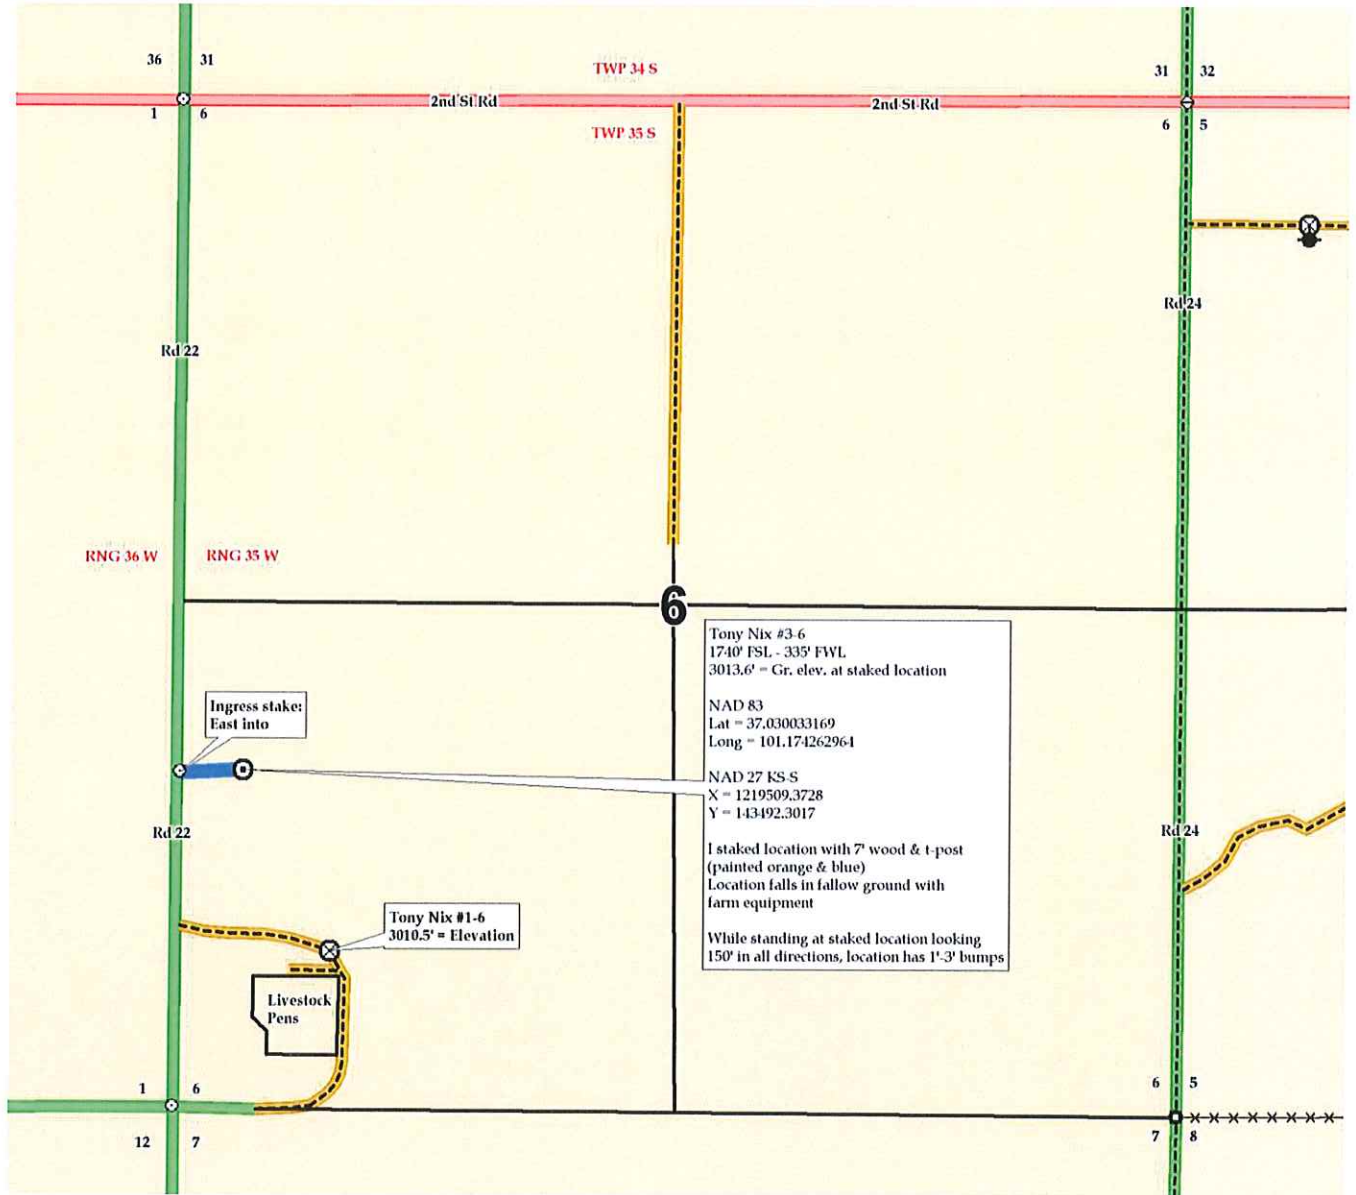 36 31
TWP 34 S
31 32
2nd St Rd
2nd St Rd
1 6
6 5
TWP 35 S
Rd 24
Rd 22
RNG 36 W RNG 35 W
6
Tony Nix #3-6
1740' FSL - 335' FWL
3013.6' = Gr. elev. at staked location
NAD 83
Lat = 37.030033169
Long = 101.174262964
NAD 27 KS-S
X = 1219509.3728
Y = 143492.3017
I staked location with 7' wood & t-post
(painted orange & blue)
Location falls in fallow ground with
farm equipment
While standing at staked location looking
150' in all directions, location has 1'-3' bumps
Ingress stake:
East into
Rd 22
Rd 24
Tony Nix #1-6
3010.5' = Elevation
Livestock
Pens
1 6
6 5
12 7
7 8